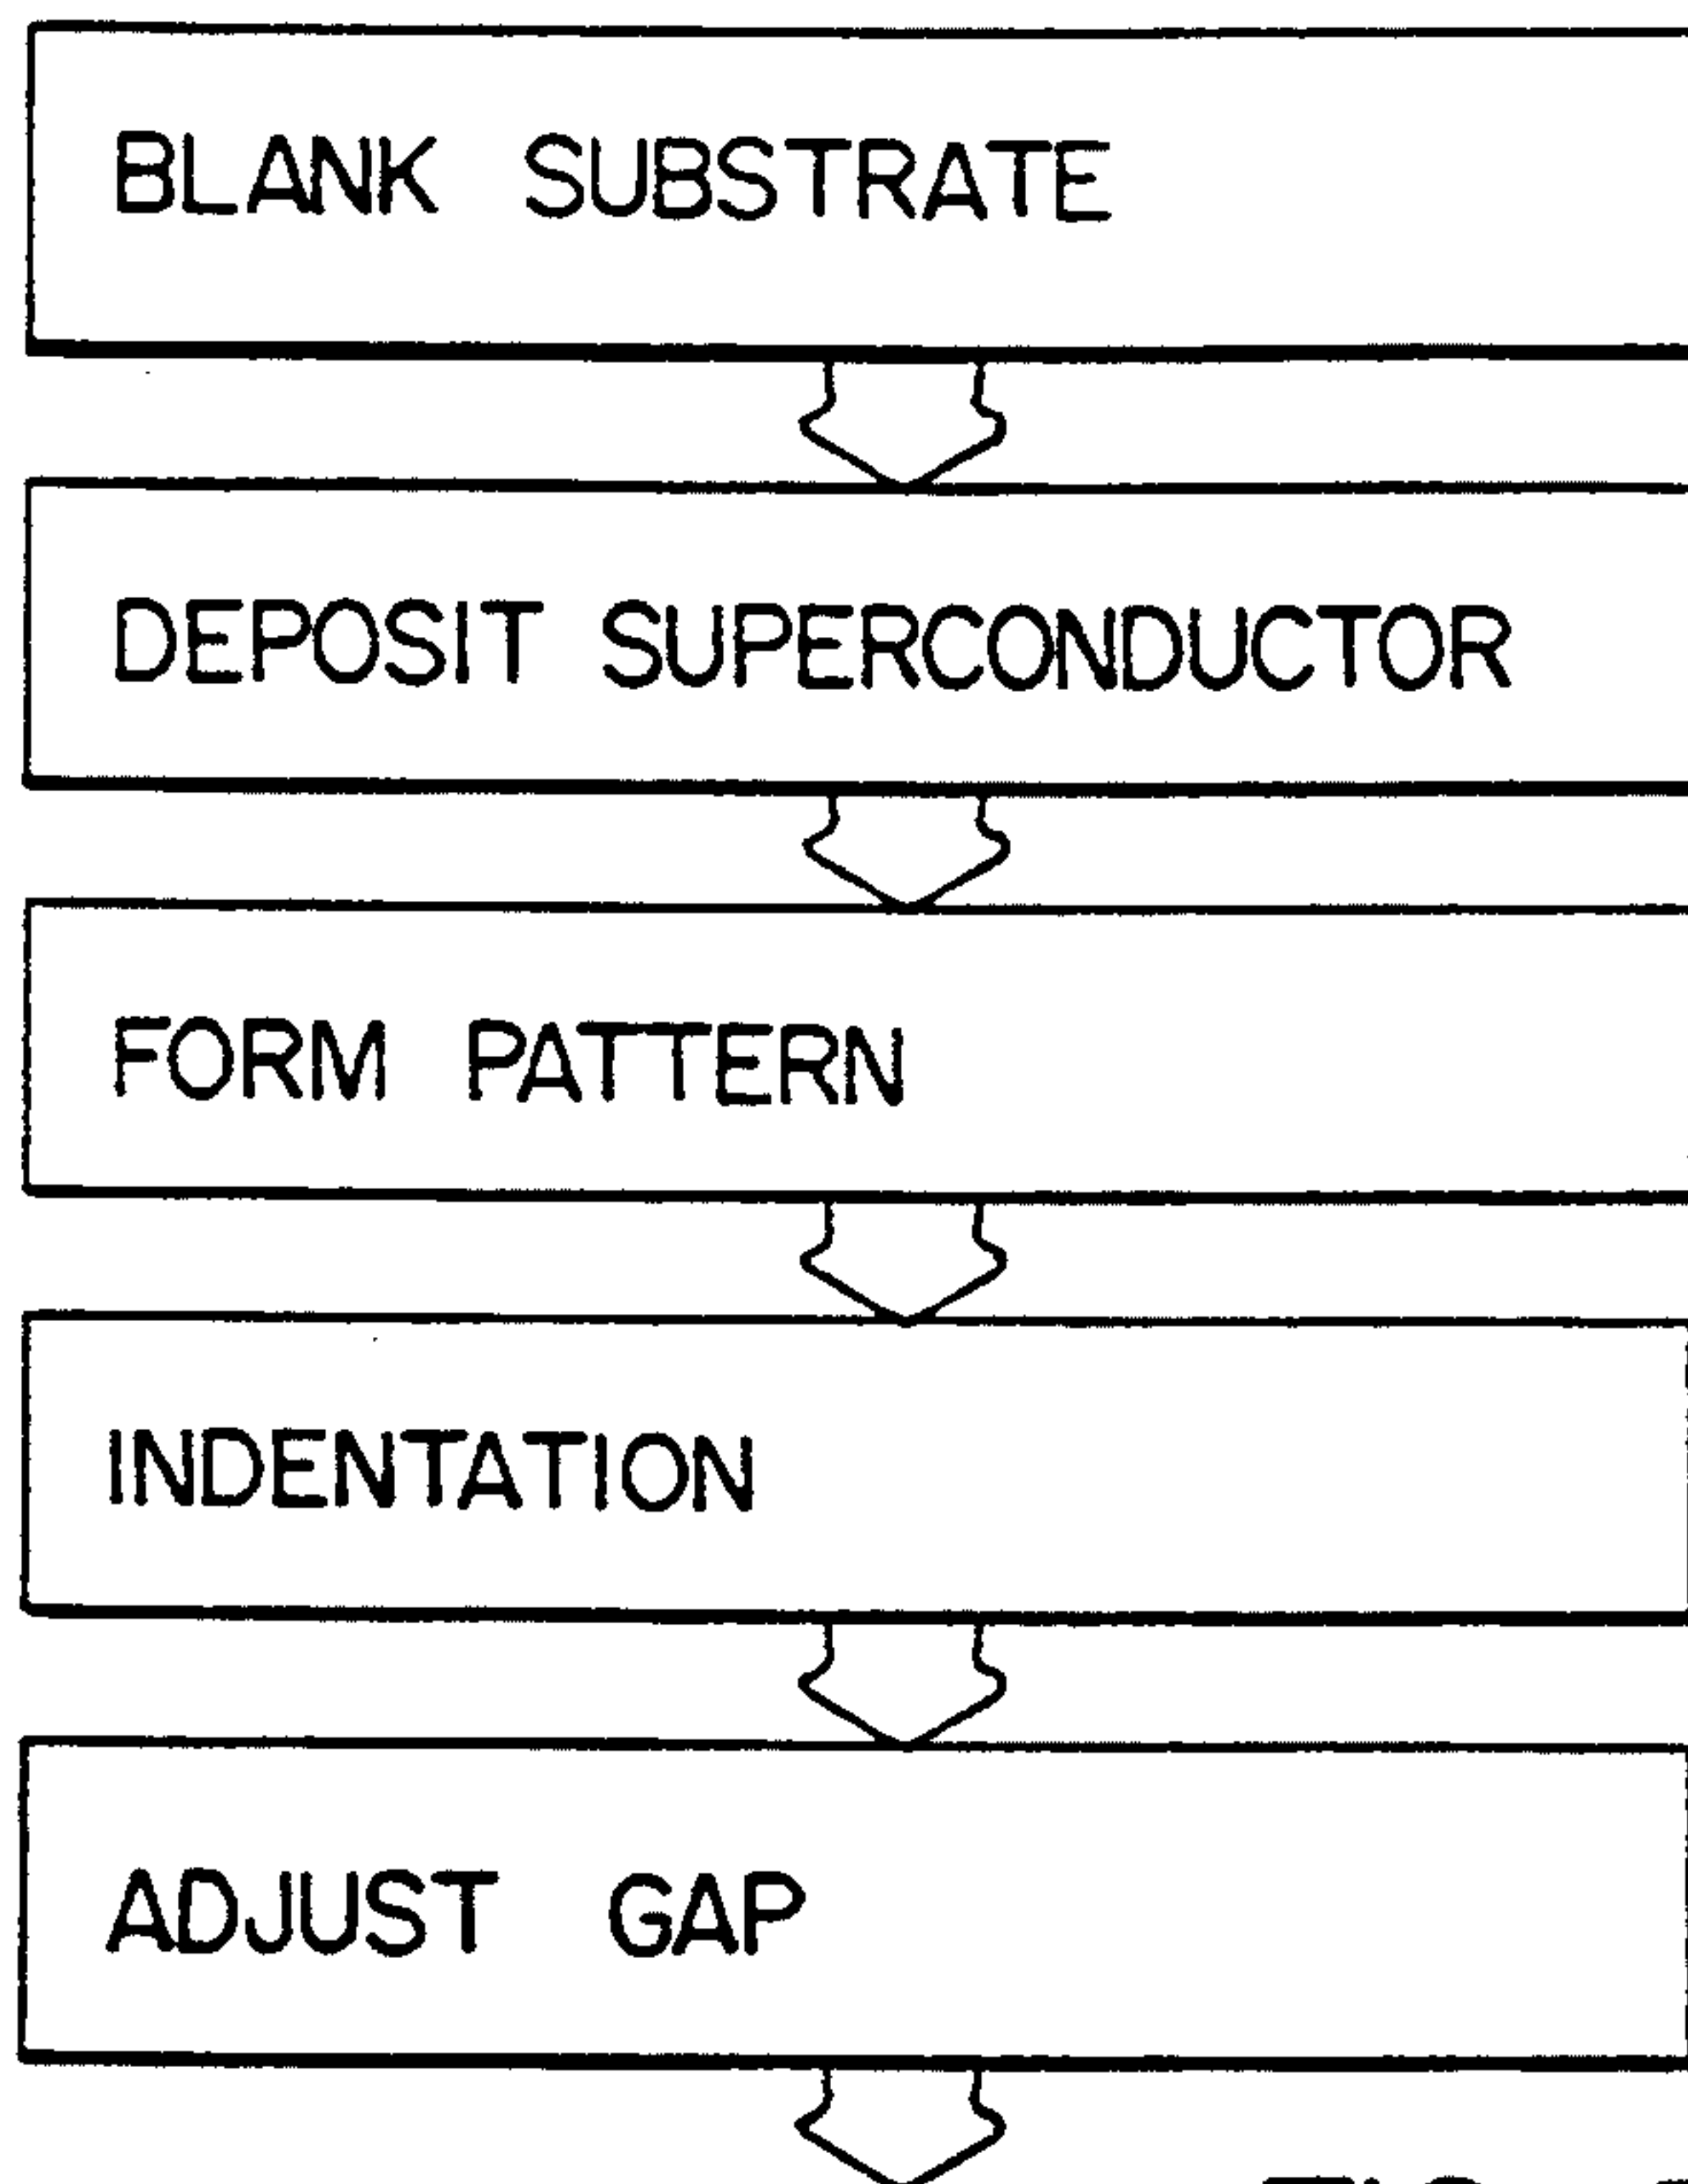 BLANK SUBSTRATE
DEPOSIT SUPERCONDUCTOR
FORM PATTERN
INDENTATION
ADJUST GAP